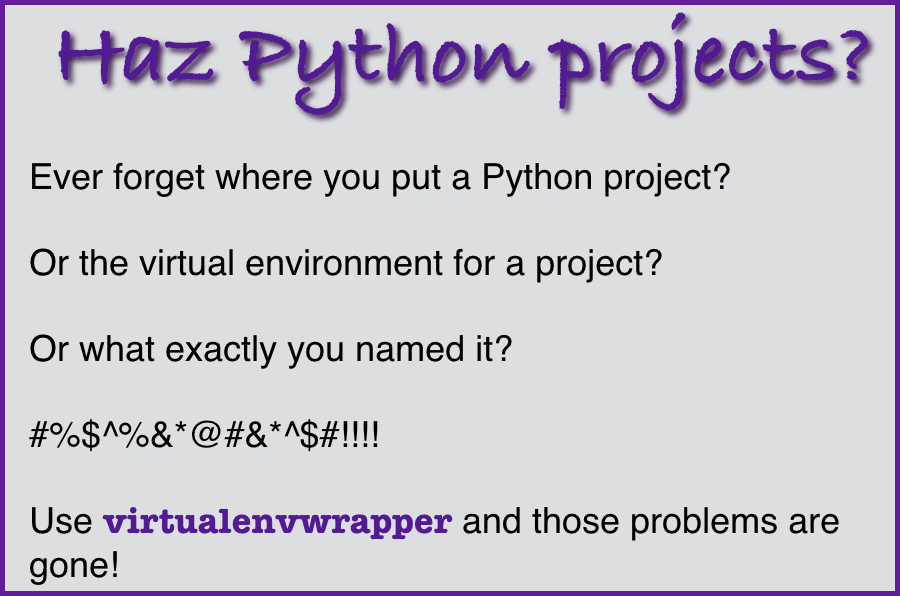 Haz Python projects?
Ever forget where you put a Python project?
Or the virtual environment for a project?
Or what exactly you named it?
#%$^%&*@#&*^$#!!!!
Use virtualenvwrapper and those problems are
gone!